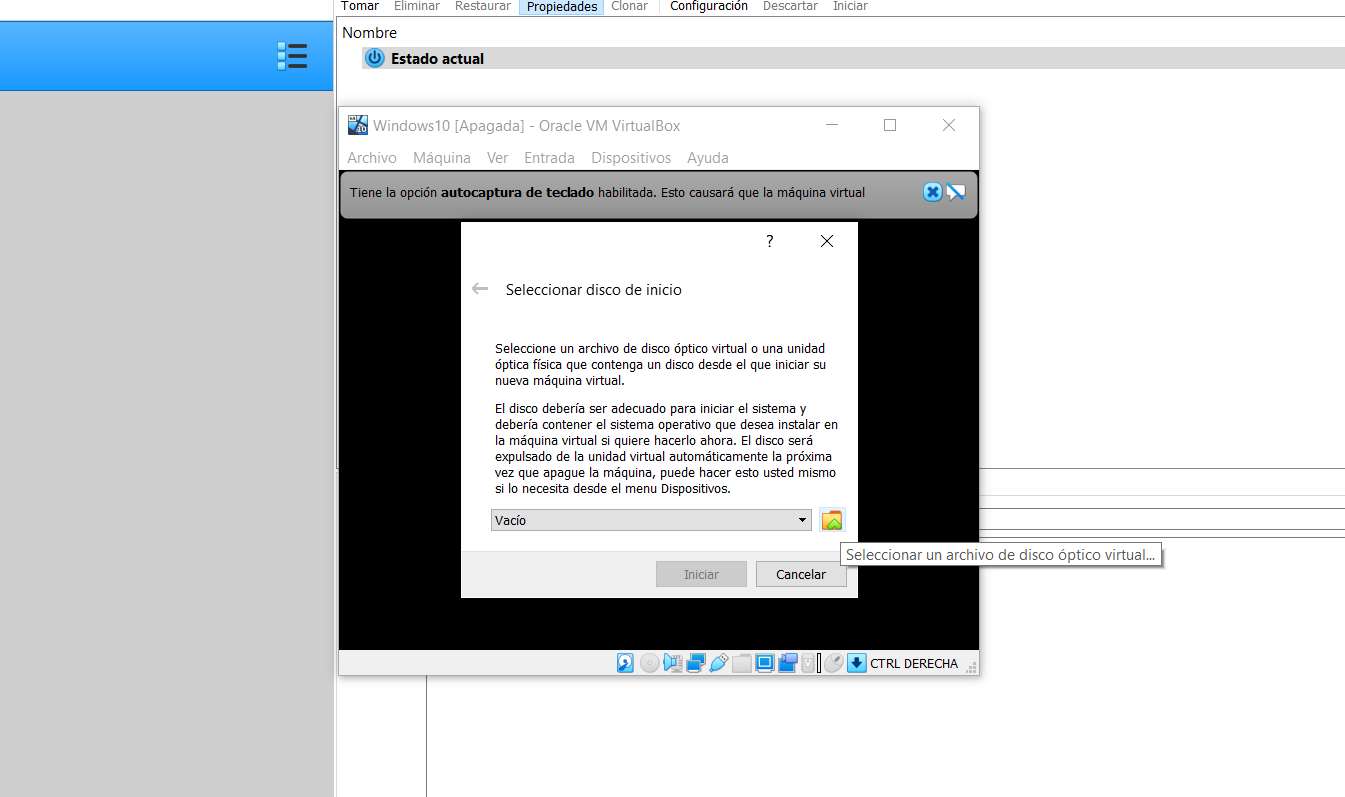 Tomar Eliminar Restaurar Propiedades Clonar Configuración Descartar Iniciar
Nombre
Estado actual
Windows10 [Apagada] - Oracle VM VirtualBox
Archivo Máquina Ver Entrada Dispositivos Ayuda
Tiene la opción autocaptura de teclado habilitada. Esto causará que la máquina virtual
?
Seleccionar disco de inicio
Seleccione un archivo de disco óptico virtual o una unidad
óptica física que contenga un disco desde el que iniciar su
nueva máquina virtual.
El disco debería ser adecuado para iniciar el sistema y
debería contener el sistema operativo que desea instalar en
la máquina virtual si quiere hacerlo ahora. El disco será
expulsado de la unidad virtual automáticamente la próxima
vez que apague la máquina, puede hacer esto usted mismo
si lo necesita desde el menu Dispositivos.
Vacío
Seleccionar un archivo de disco óptico virtual...
Iniciar Cancelar
CTRL DERECHA